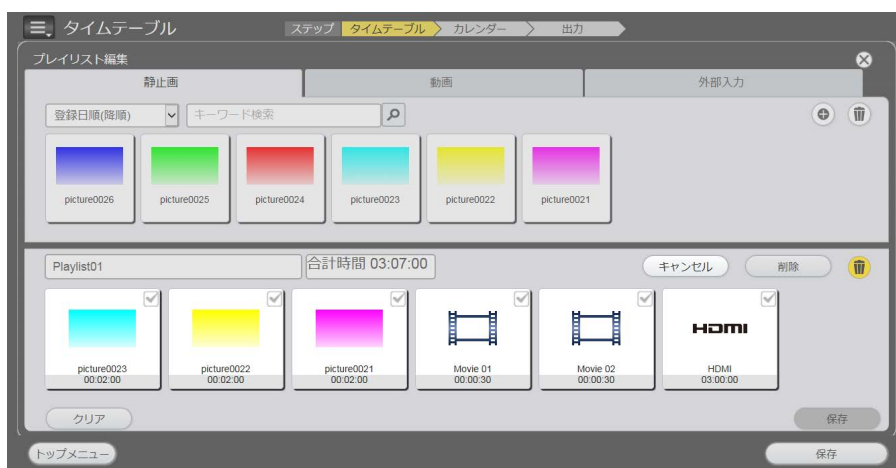 タイムテーブル
ステップ タイムテーブル カレンダー 出力
プレイリスト編集
静止画 動画 外部入力
登録日順(降順) キーワード検索
picture0026 picture0025 picture0024 picture0023 picture0022 picture0021
Playlist01 合計時間 03:07:00 キャンセル 削除
HDMI
picture0023 picture0022 picture0021 Movie 01 Movie 02 HDMI
00:02:00 00:02:00 00:02:00 00:00:30 00:00:30 03:00:00
クリア 保存
トップメニュー 保存